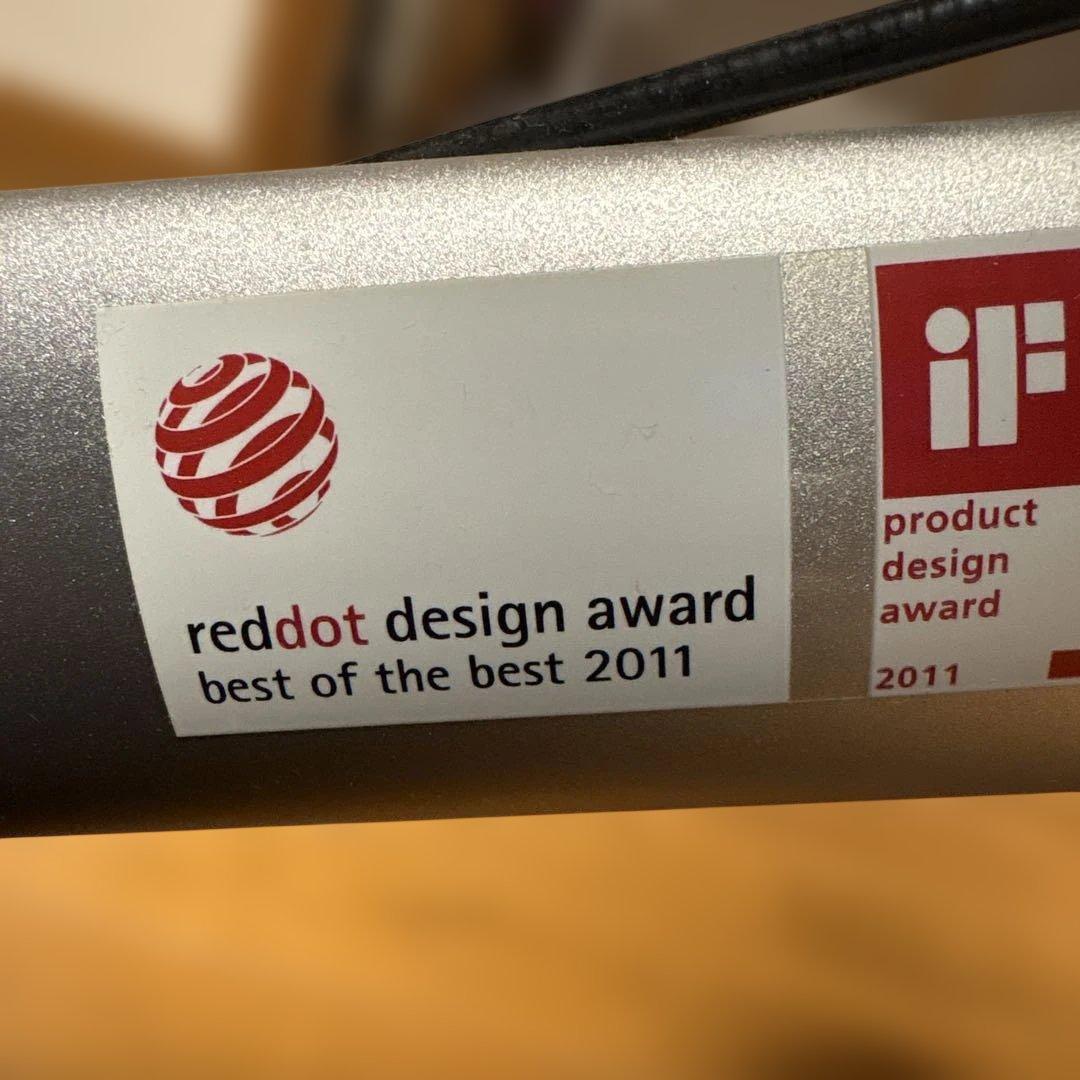 reddot design award
best of the best 2011
iF
product
design
award
2011